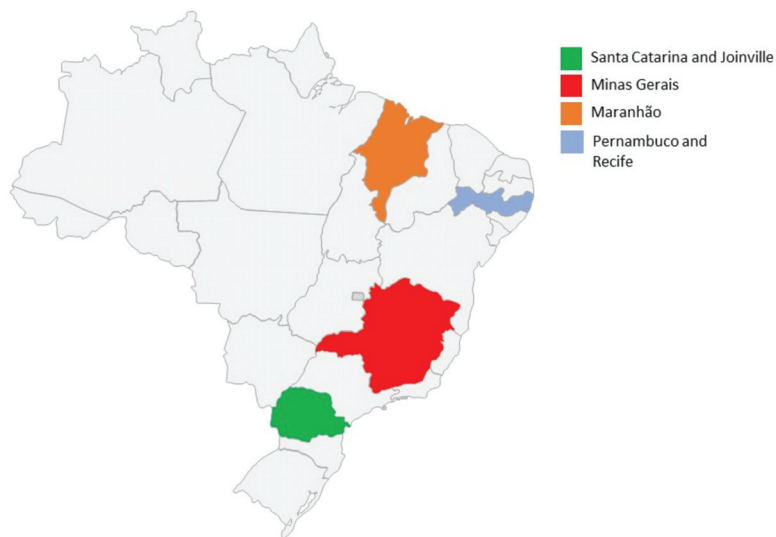 Santa Catarina and Joinville
Minas Gerais
Maranhão
Pernambuco and
Recife